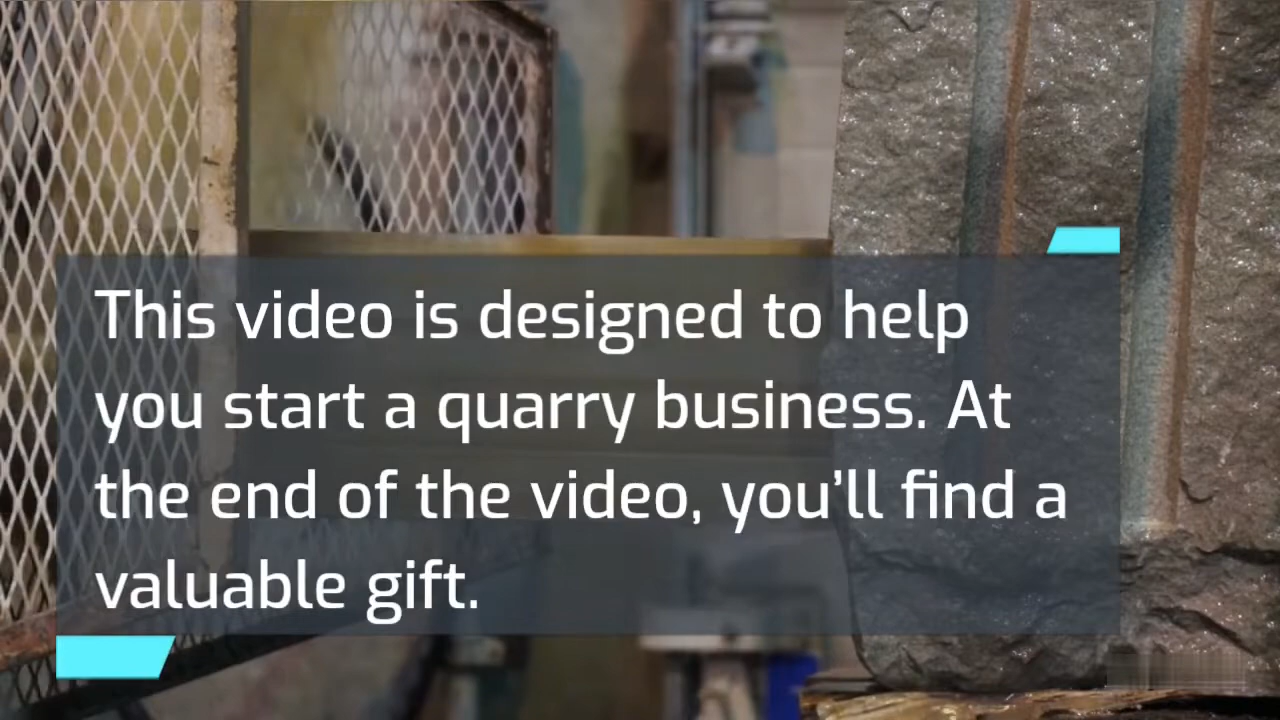 This video is designed to help
you start a quarry business. At
the end of the video, you’ll find a
valuable gift.